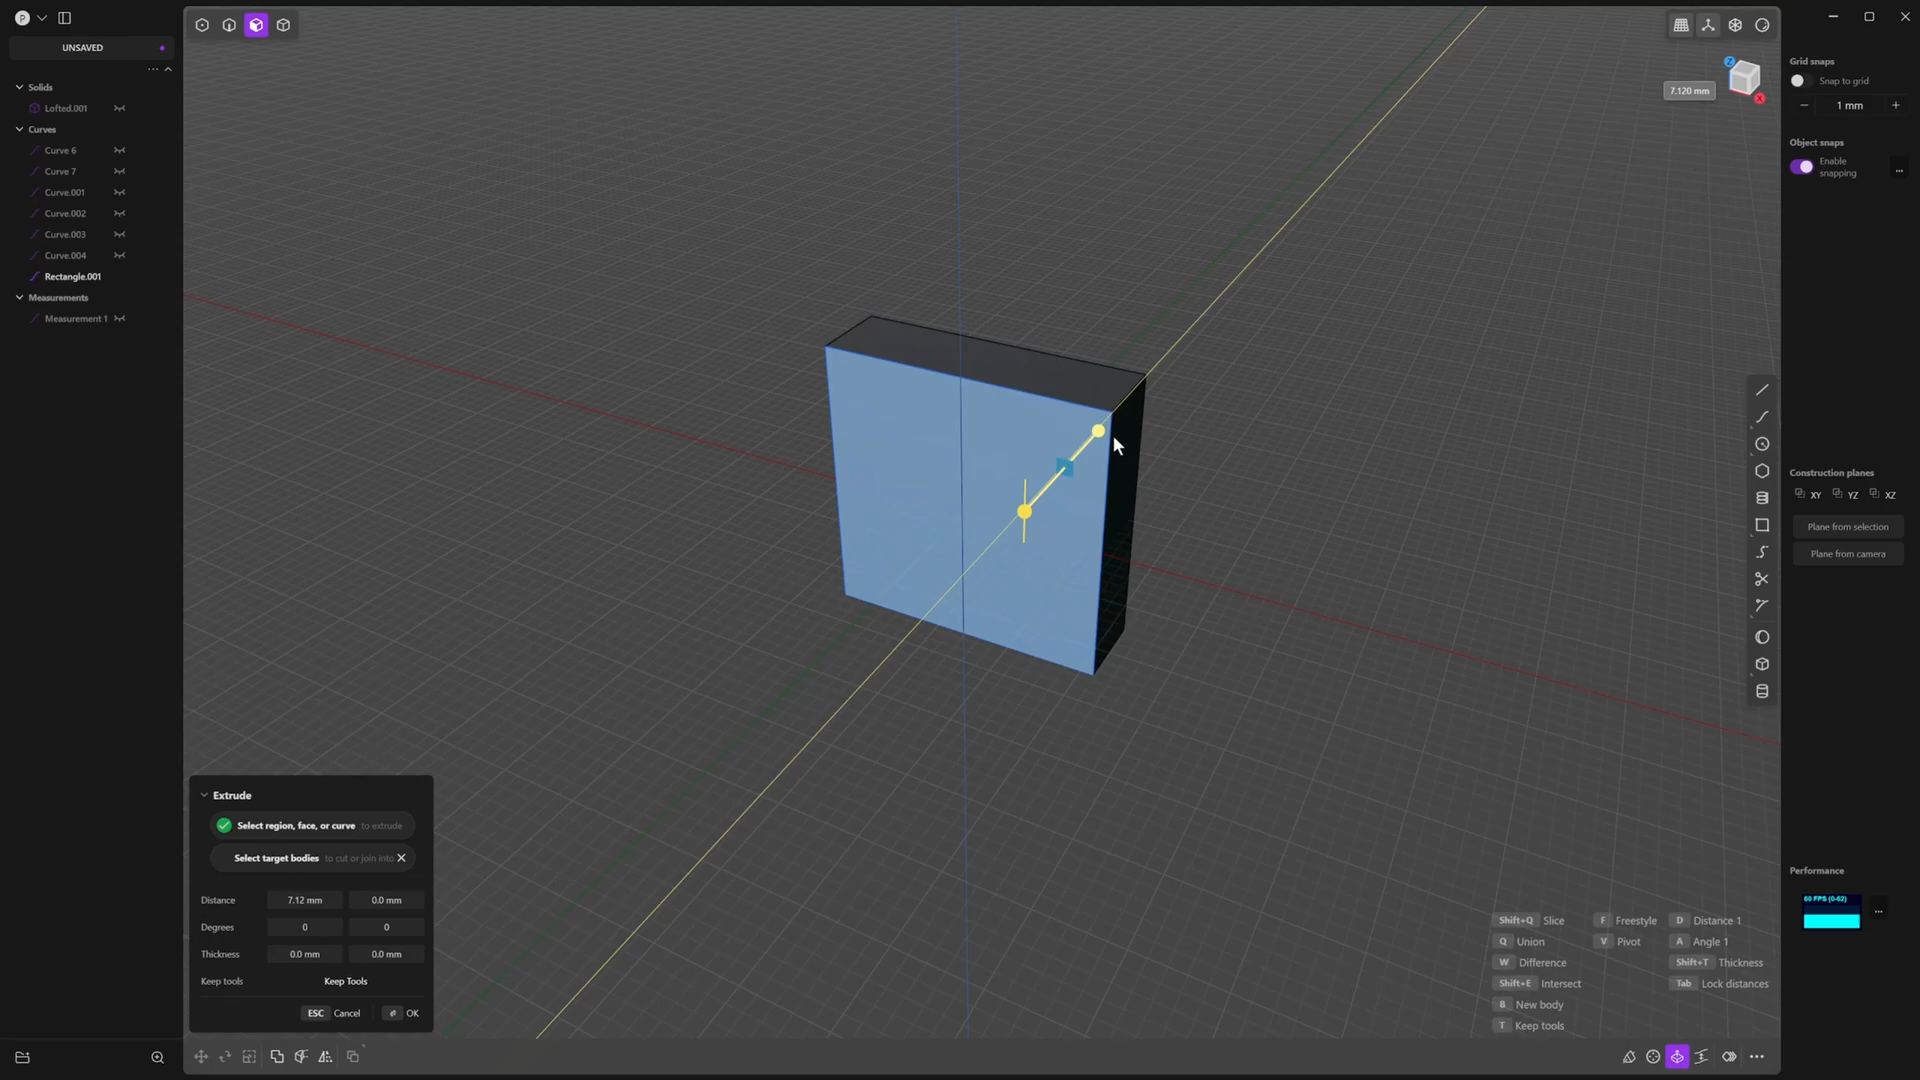 P
UNSAVED
Solids
Lofted.001
Curves
Curve 6
Curve 7
Curve.001
Curve.002
Curve.003
Curve.004
Rectangle.001
Measurements
Measurement 1
7.120 mm
Z
X
Grid snaps
Snap to grid
1 mm
Object snaps
Enable
snapping
Construction planes
XY YZ XZ
Plane from selection
Plane from camera
Performance
60 FPS (0-62)
Extrude
Select region, face, or curve to extrude
Select target bodies to cut or join into
Distance 7.12 mm 0.0 mm
Degrees 0 0
Thickness 0.0 mm 0.0 mm
Keep tools Keep Tools
ESC Cancel OK
Shift+Q Slice F Freestyle D Distance 1
Q Union V Pivot A Angle 1
W Difference Shift+T Thickness
Shift+E Intersect Tab Lock distances
B New body
T Keep tools